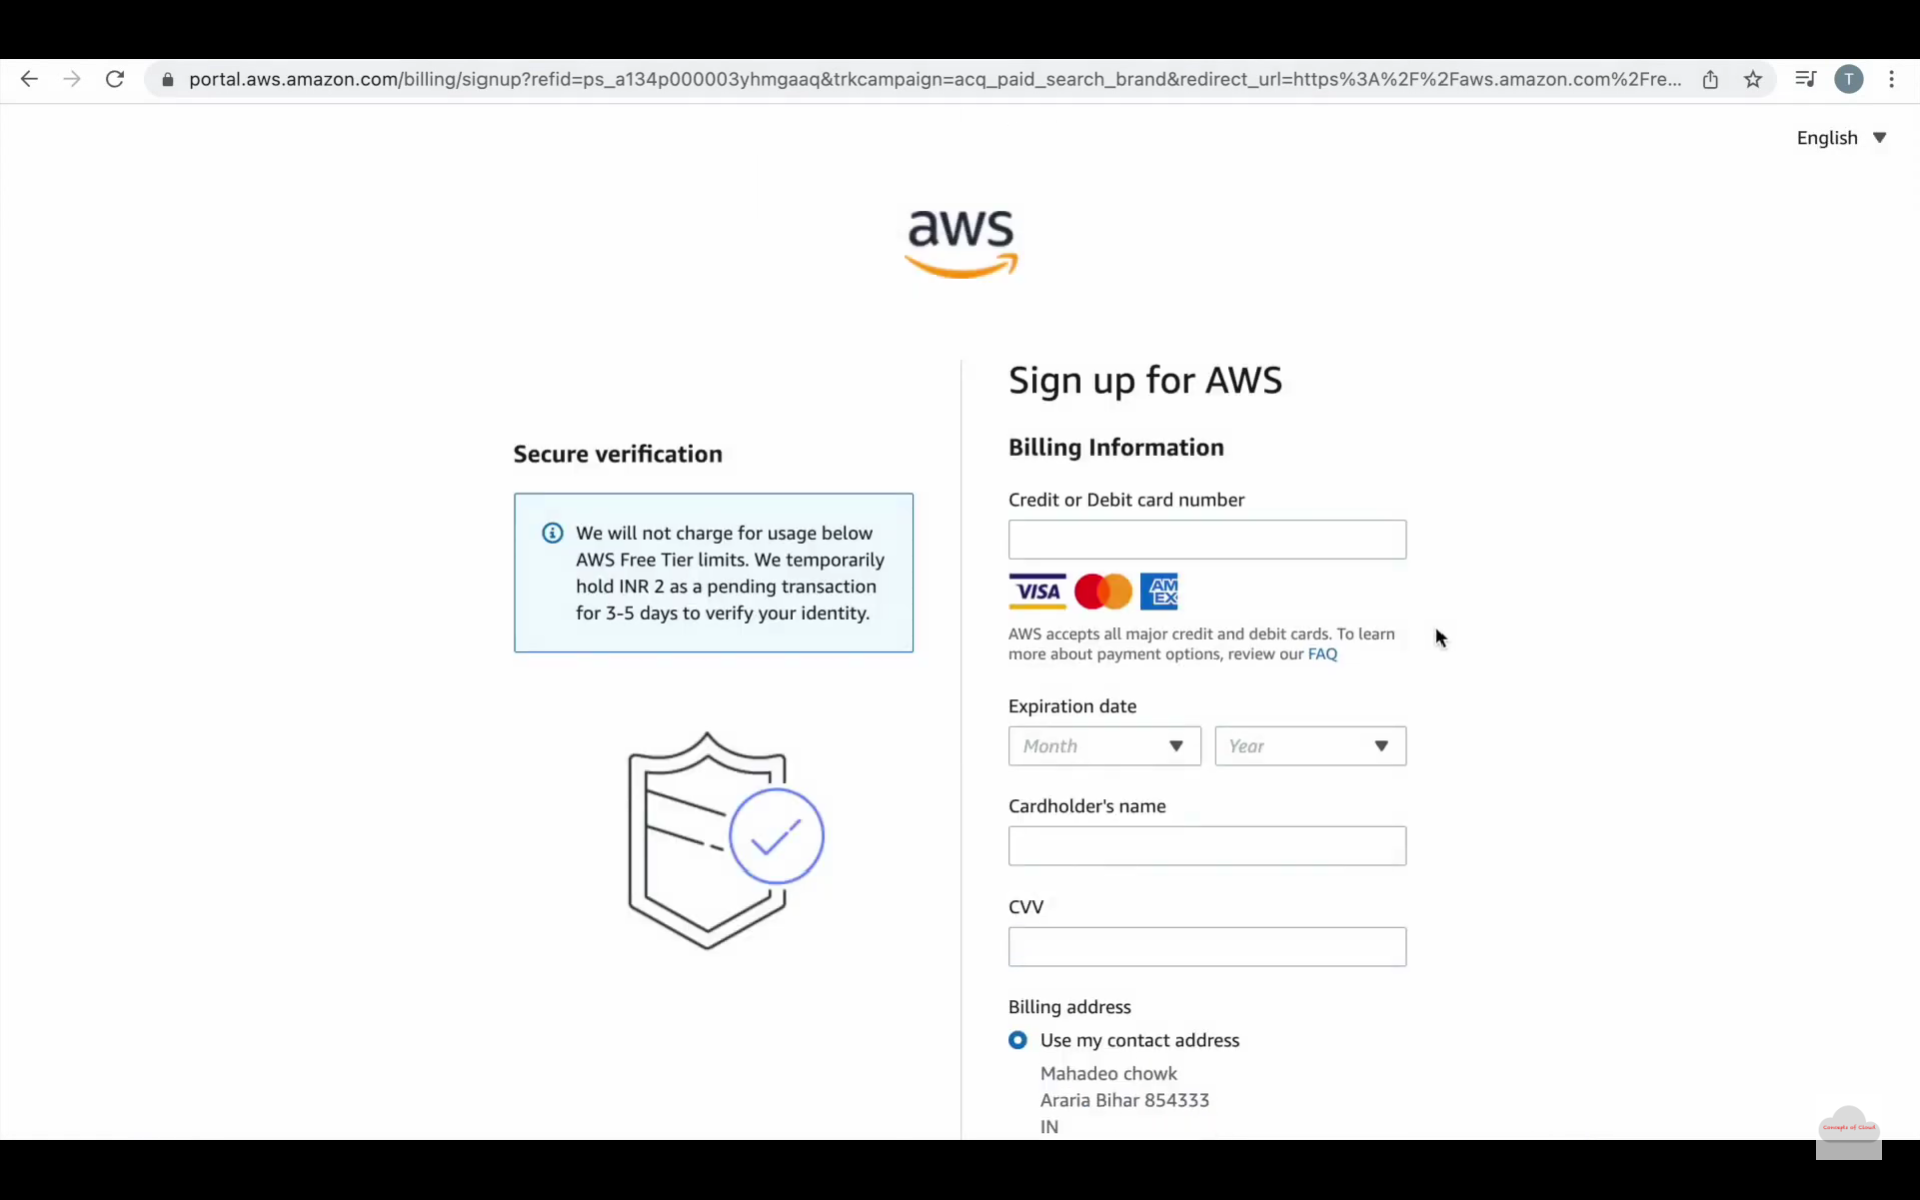 portal.aws.amazon.com/billing/signup?refid=ps_a134p000003yhmgaaq&trkcampaign=acq_paid_search_brand&redirect_url=https%3A%2F%2Faws.amazon.com%2Fre...
T
English
aws
Sign up for AWS
Secure verification
We will not charge for usage below
AWS Free Tier limits. We temporarily
hold INR 2 as a pending transaction
for 3-5 days to verify your identity.
Billing Information
Credit or Debit card number
VISA
AM
EX
AWS accepts all major credit and debit cards. To learn
more about payment options, review our FAQ
Expiration date
Month
Year
Cardholder's name
CVV
Billing address
Use my contact address
Mahadeo chowk
Araria Bihar 854333
IN
Concepts of Cloud